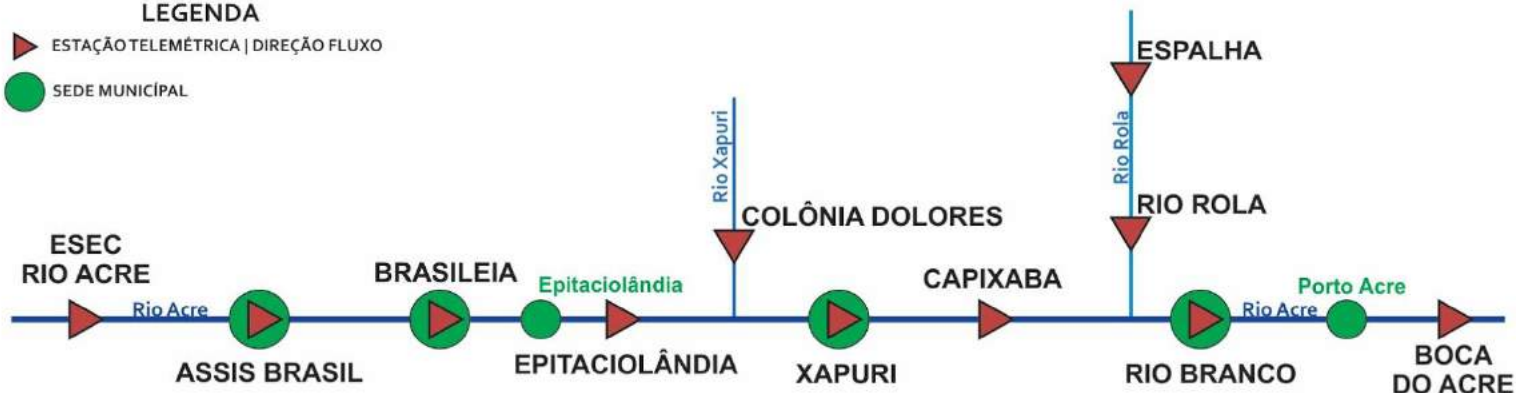 LEGENDA
ESTAÇÃO TELEMÉTRICA | DIREÇÃO FLUXO
SEDE MUNICÍPAL
ESPALHA
Rio Xapuri
Rio Rola
COLÔNIA DOLORES
RIO ROLA
ESEC
RIO ACRE
BRASILEIA
Epitaciolândia
CAPIXABA
Porto Acre
Rio Acre
Rio Acre
ASSIS BRASIL
EPITACIOLÂNDIA
XAPURI
RIO BRANCO
BOCA
DO ACRE